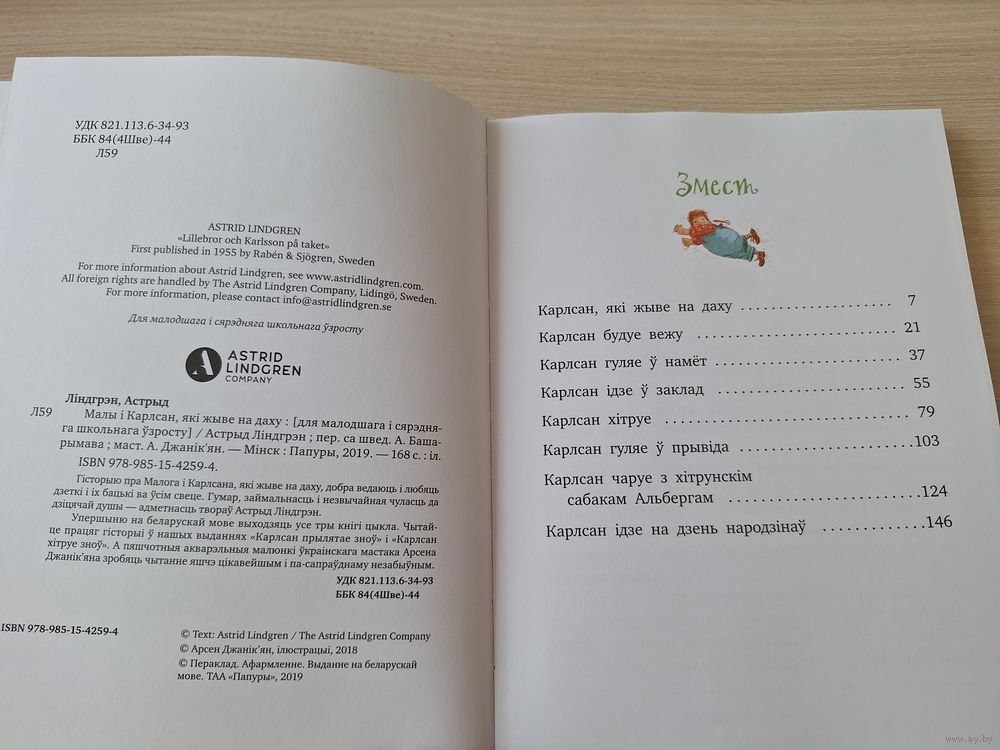 УДК 821.113.6-34-93
ББК 84(4Шве)-44
Л59
ASTRID LINDGREN
«Lillebror och Karlsson på taket»
First published in 1955 by Rabén & Sjögren, Sweden
For more information about Astrid Lindgren, see www.astridlindgren.com.
All foreign rights are handled by The Astrid Lindgren Company, Lidingö, Sweden.
For more information, please contact info@astridlindgren.se
Для малодшага і сярэдняга школьнага ўзросту
A ASTRID
LINDGREN
COMPANY
Ліндгрэн, Астрыд
Л59 Малы і Карлсан, які жыве на даху : [для малодшага і сярэдня-
га школьнага ўзросту] / Астрыд Ліндгрэн ; пер. са швед. А. Баша-
рымава ; маст. А. Джанік'ян. — Мінск : Папуры, 2019. — 168 с. : іл.
ISBN 978-985-15-4259-4.
Гісторыю пра Малога і Карлсана, які жыве на даху, добра ведаюць і любяць
дзеткі і іх бацькі ва ўсім свеце. Гумар, займальнасць і незвычайная чуласць да
дзіцячай душы — адметнасць твораў Астрыд Ліндгрэн.
Упершыню на беларускай мове выходзяць усе тры кнігі цыкла. Чытай-
це працяг гісторыі ў нашых выданнях «Карлсан прылятае зноў» і «Карлсан
хітруе зноў». А пяшчотныя акварэльныя малюнкі ўкраінскага мастака Арсена
Джанік'яна зробяць чытанне яшчэ цікавейшым і па-сапраўднаму незабыўным.
УДК 821.113.6-34-93
ББК 84(4Шве)-44
ISBN 978-985-15-4259-4
© Text: Astrid Lindgren / The Astrid Lindgren Company
© Арсен Джанік'ян, ілюстрацыі, 2018
© Пераклад. Афармленне. Выданне на беларускай
мове. ТАА «Папуры», 2019
Змест
Карлсан, які жыве на даху .................... 7
Карлсан будуе вежу ......................... 21
Карлсан гуляе ў намёт ....................... 37
Карлсан ідзе ў заклад ....................... 55
Карлсан хітруе ............................. 79
Карлсан гуляе ў прывіда .....................103
Карлсан чаруе з хітрунскім
сабакам Альбергам .......................124
Карлсан ідзе на дзень народзінаў .............146
www.ay.by